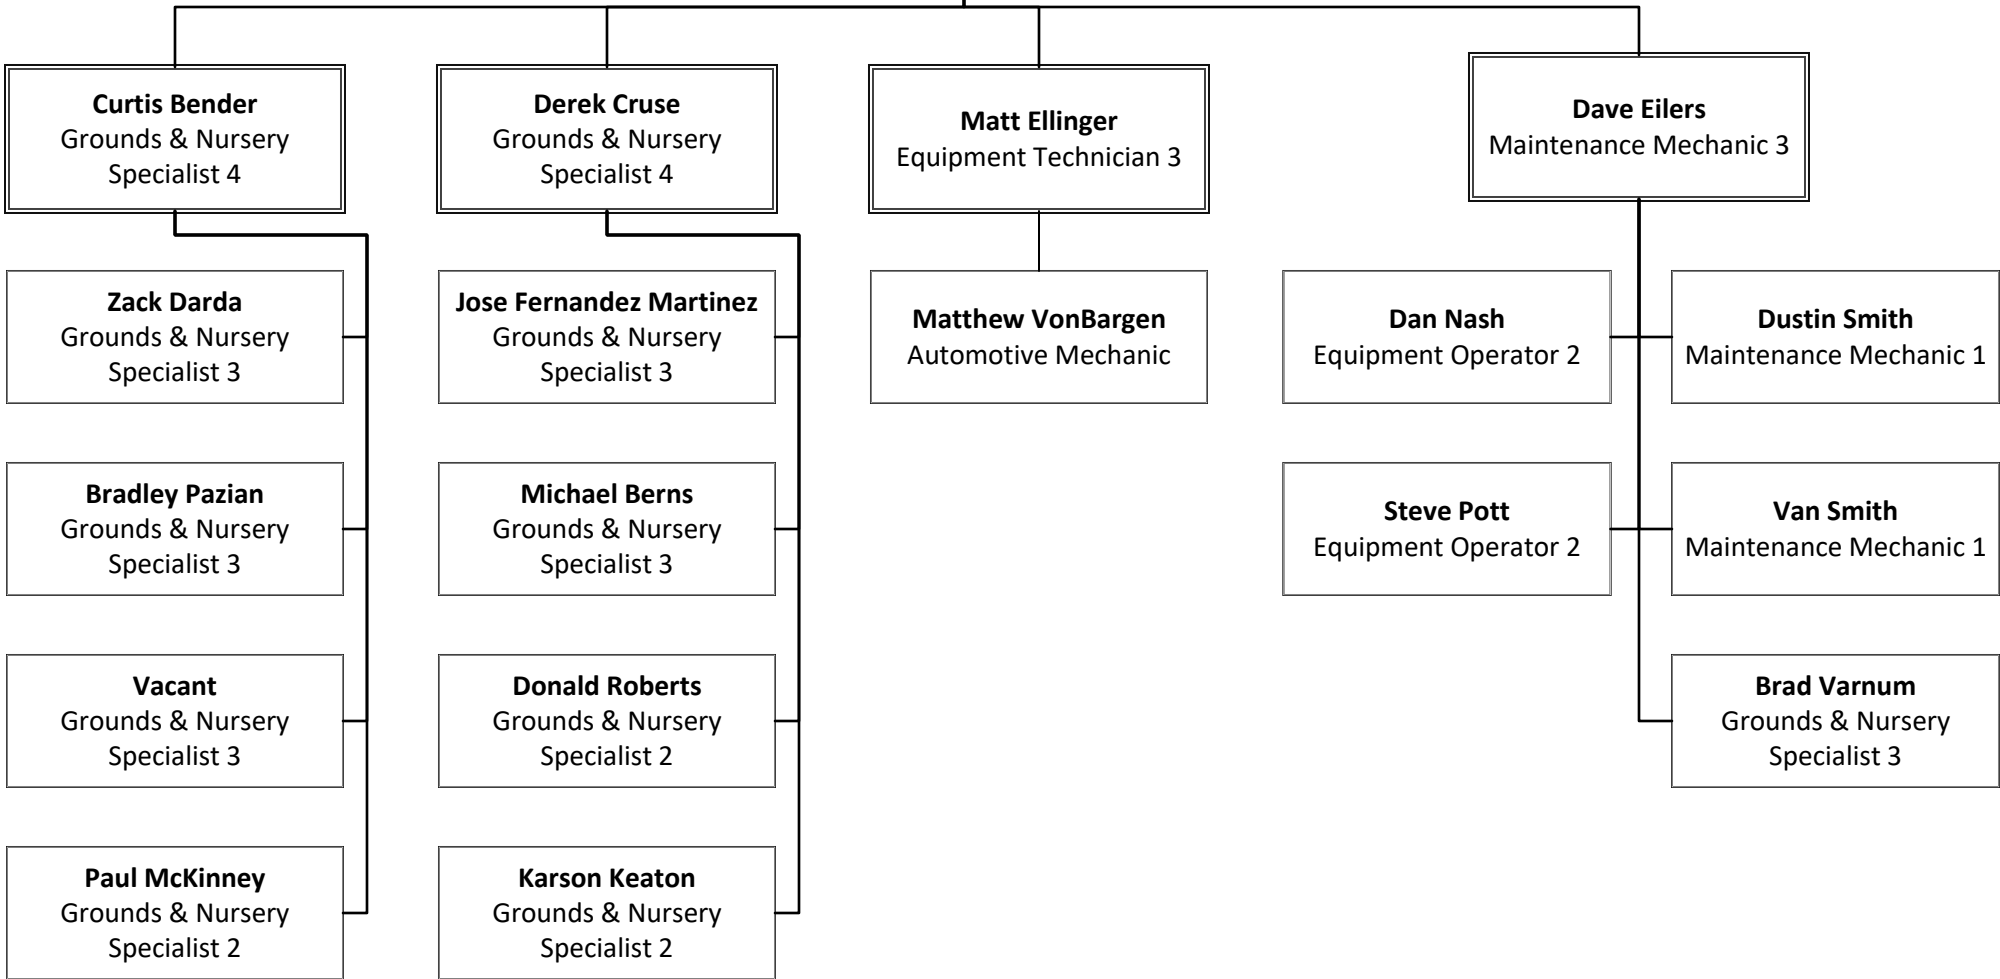 Curtis Bender
Grounds & Nursery
Specialist 4
Derek Cruse
Grounds & Nursery
Specialist 4
Matt Ellinger
Equipment Technician 3
Dave Eilers
Maintenance Mechanic 3
Zack Darda
Grounds & Nursery
Specialist 3
Jose Fernandez Martinez
Grounds & Nursery
Specialist 3
Matthew VonBargen
Automotive Mechanic
Dan Nash
Equipment Operator 2
Dustin Smith
Maintenance Mechanic 1
Bradley Pazian
Grounds & Nursery
Specialist 3
Michael Berns
Grounds & Nursery
Specialist 3
Steve Pott
Equipment Operator 2
Van Smith
Maintenance Mechanic 1
Vacant
Grounds & Nursery
Specialist 3
Donald Roberts
Grounds & Nursery
Specialist 2
Brad Varnum
Grounds & Nursery
Specialist 3
Paul McKinney
Grounds & Nursery
Specialist 2
Karson Keaton
Grounds & Nursery
Specialist 2